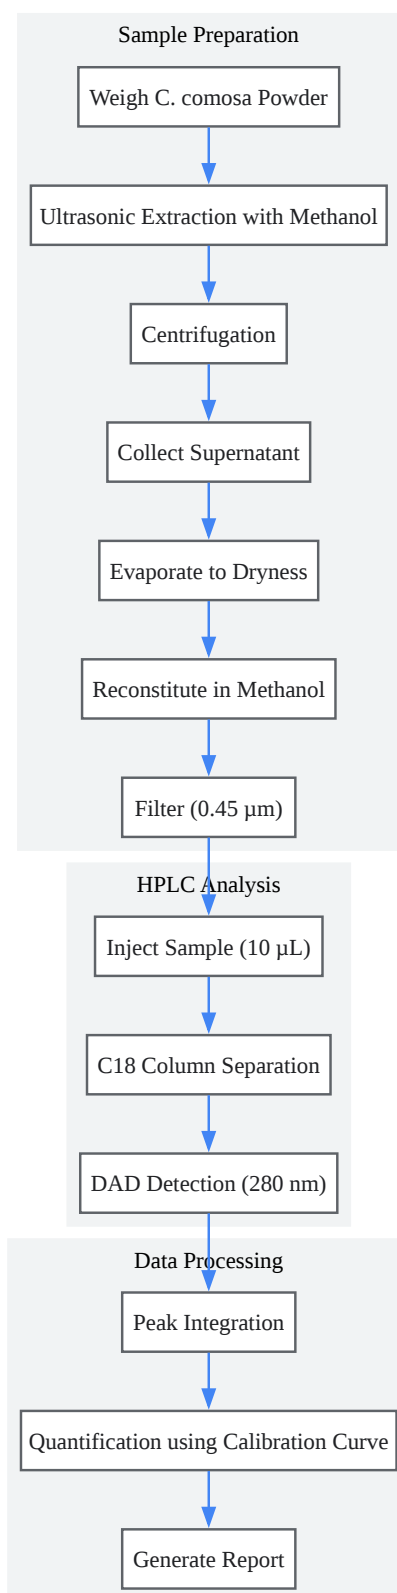 Sample Preparation
Weigh C. comosa Powder
Ultrasonic Extraction with Methanol
Centrifugation
Collect Supernatant
Evaporate to Dryness
Reconstitute in Methanol
Filter (0.45 µm)
HPLC Analysis
Inject Sample (10 µL)
C18 Column Separation
DAD Detection (280 nm)
Data Processing
Peak Integration
Quantification using Calibration Curve
Generate Report